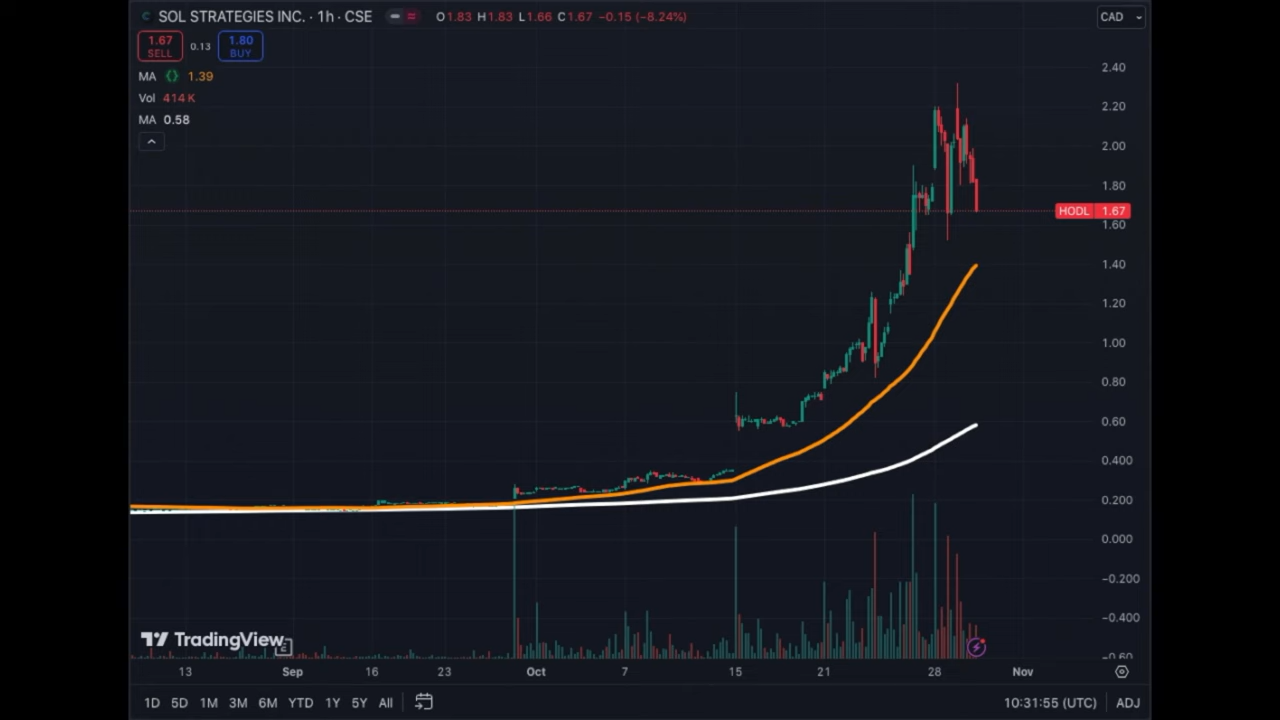 SOL STRATEGIES INC. · 1h · CSE O1.83 H1.83 L1.66 C1.67 −0.15 (−8.24%)
CAD
1.67 0.13 1.80
SELL BUY
MA 1.39
Vol 414 K
MA 0.58
2.40
2.20
2.00
1.80
HODL 1.67
1.60
1.40
1.20
1.00
0.80
0.60
0.400
0.200
0.000
−0.200
−0.400
−0.60
TradingView
E
13 Sep 16 23 Oct 7 15 21 28 Nov
1D 5D 1M 3M 6M YTD 1Y 5Y All 10:31:55 (UTC) ADJ